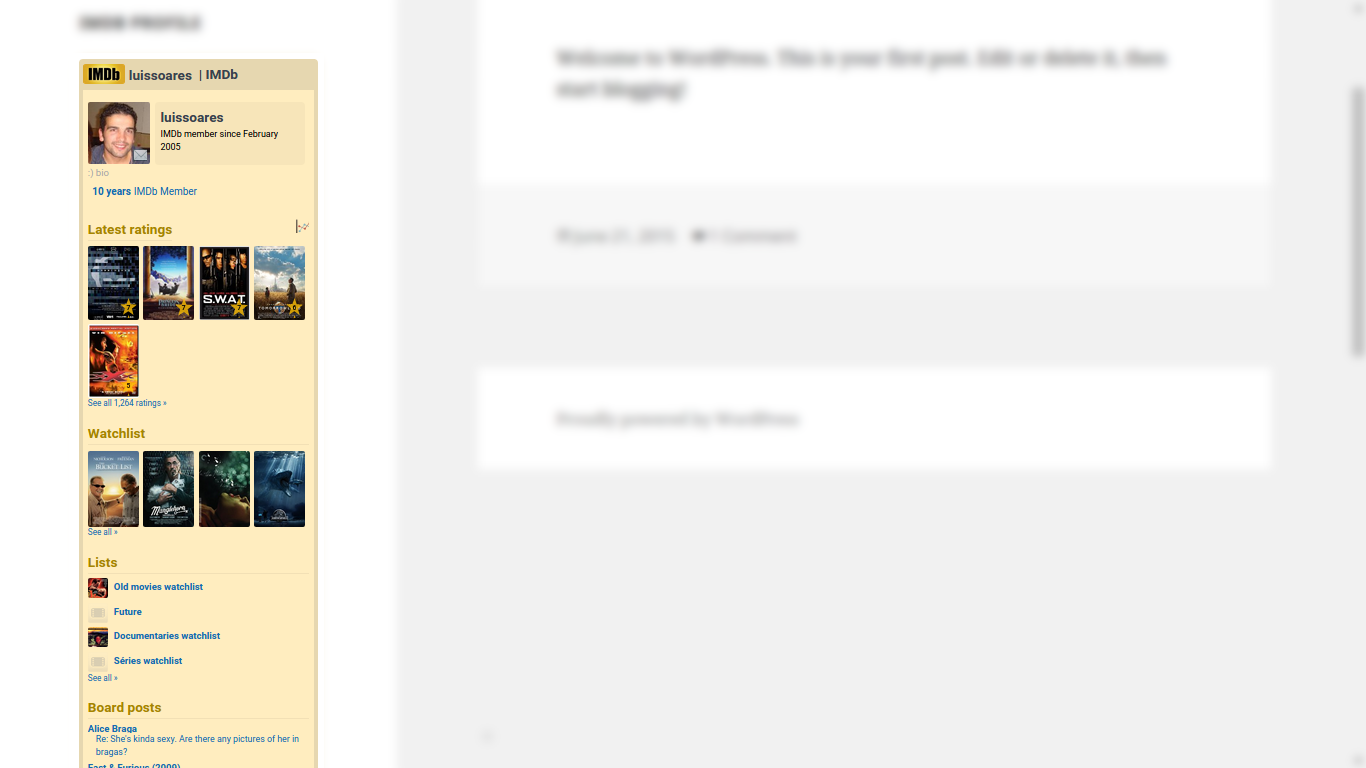 IMDB PROFILE
IMDb luissoares | IMDb
luissoares
IMDb member since February
2005
:) bio
10 years IMDb Member
Latest ratings
S.W.A.T.
See all 1,264 ratings »
Watchlist
BUCKET LIST
Manglehorn
See all »
Lists
Old movies watchlist
Future
Documentaries watchlist
Séries watchlist
See all »
Board posts
Alice Braga
Re: She's kinda sexy. Are there any pictures of her in
bragas?
Fast & Furious (2009)
Welcome to WordPress. This is your first post. Edit or delete it, then
start blogging!
June 21, 2015 1 Comment
Proudly powered by WordPress